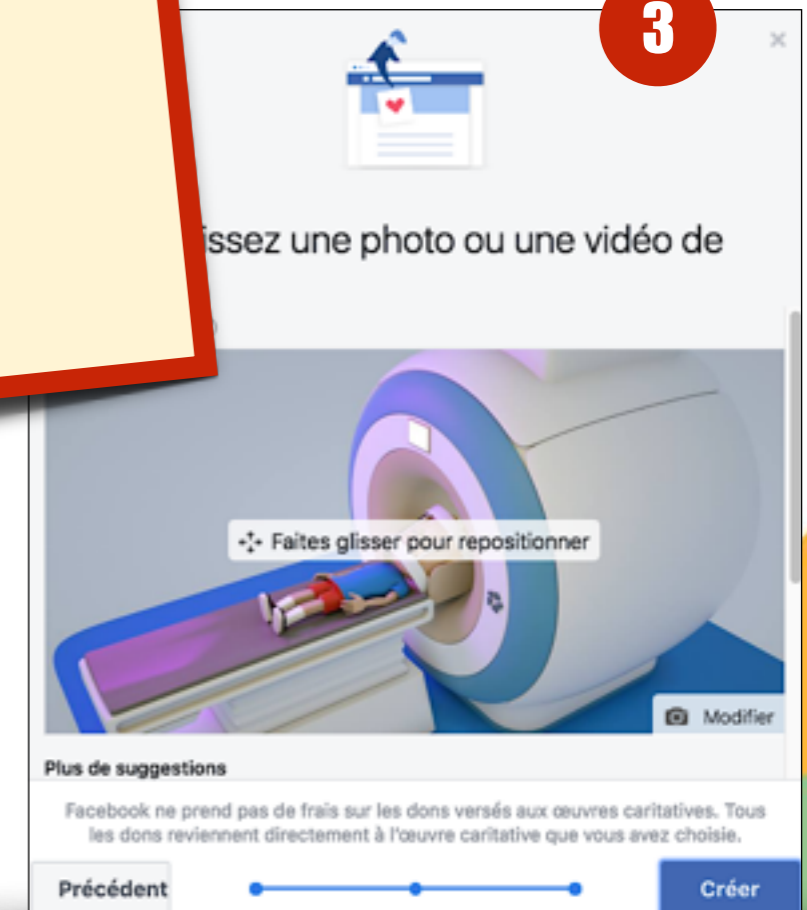 3
issez une photo ou une vidéo de
Faites glisser pour repositionner
Modifier
Plus de suggestions
Facebook ne prend pas de frais sur les dons versés aux œuvres caritatives. Tous
les dons reviennent directement à l'œuvre caritative que vous avez choisie.
Précédent
Créer